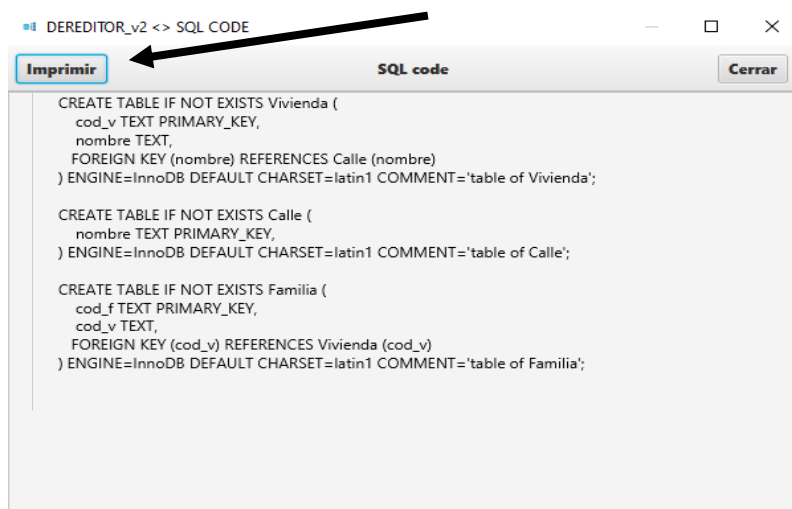 DEREDITOR_v2 <> SQL CODE
Imprimir SQL code Cerrar
CREATE TABLE IF NOT EXISTS Vivienda (
cod_v TEXT PRIMARY_KEY,
nombre TEXT,
FOREIGN KEY (nombre) REFERENCES Calle (nombre)
) ENGINE=InnoDB DEFAULT CHARSET=latin1 COMMENT='table of Vivienda';
CREATE TABLE IF NOT EXISTS Calle (
nombre TEXT PRIMARY_KEY,
) ENGINE=InnoDB DEFAULT CHARSET=latin1 COMMENT='table of Calle';
CREATE TABLE IF NOT EXISTS Familia (
cod_f TEXT PRIMARY_KEY,
cod_v TEXT,
FOREIGN KEY (cod_v) REFERENCES Vivienda (cod_v)
) ENGINE=InnoDB DEFAULT CHARSET=latin1 COMMENT='table of Familia';